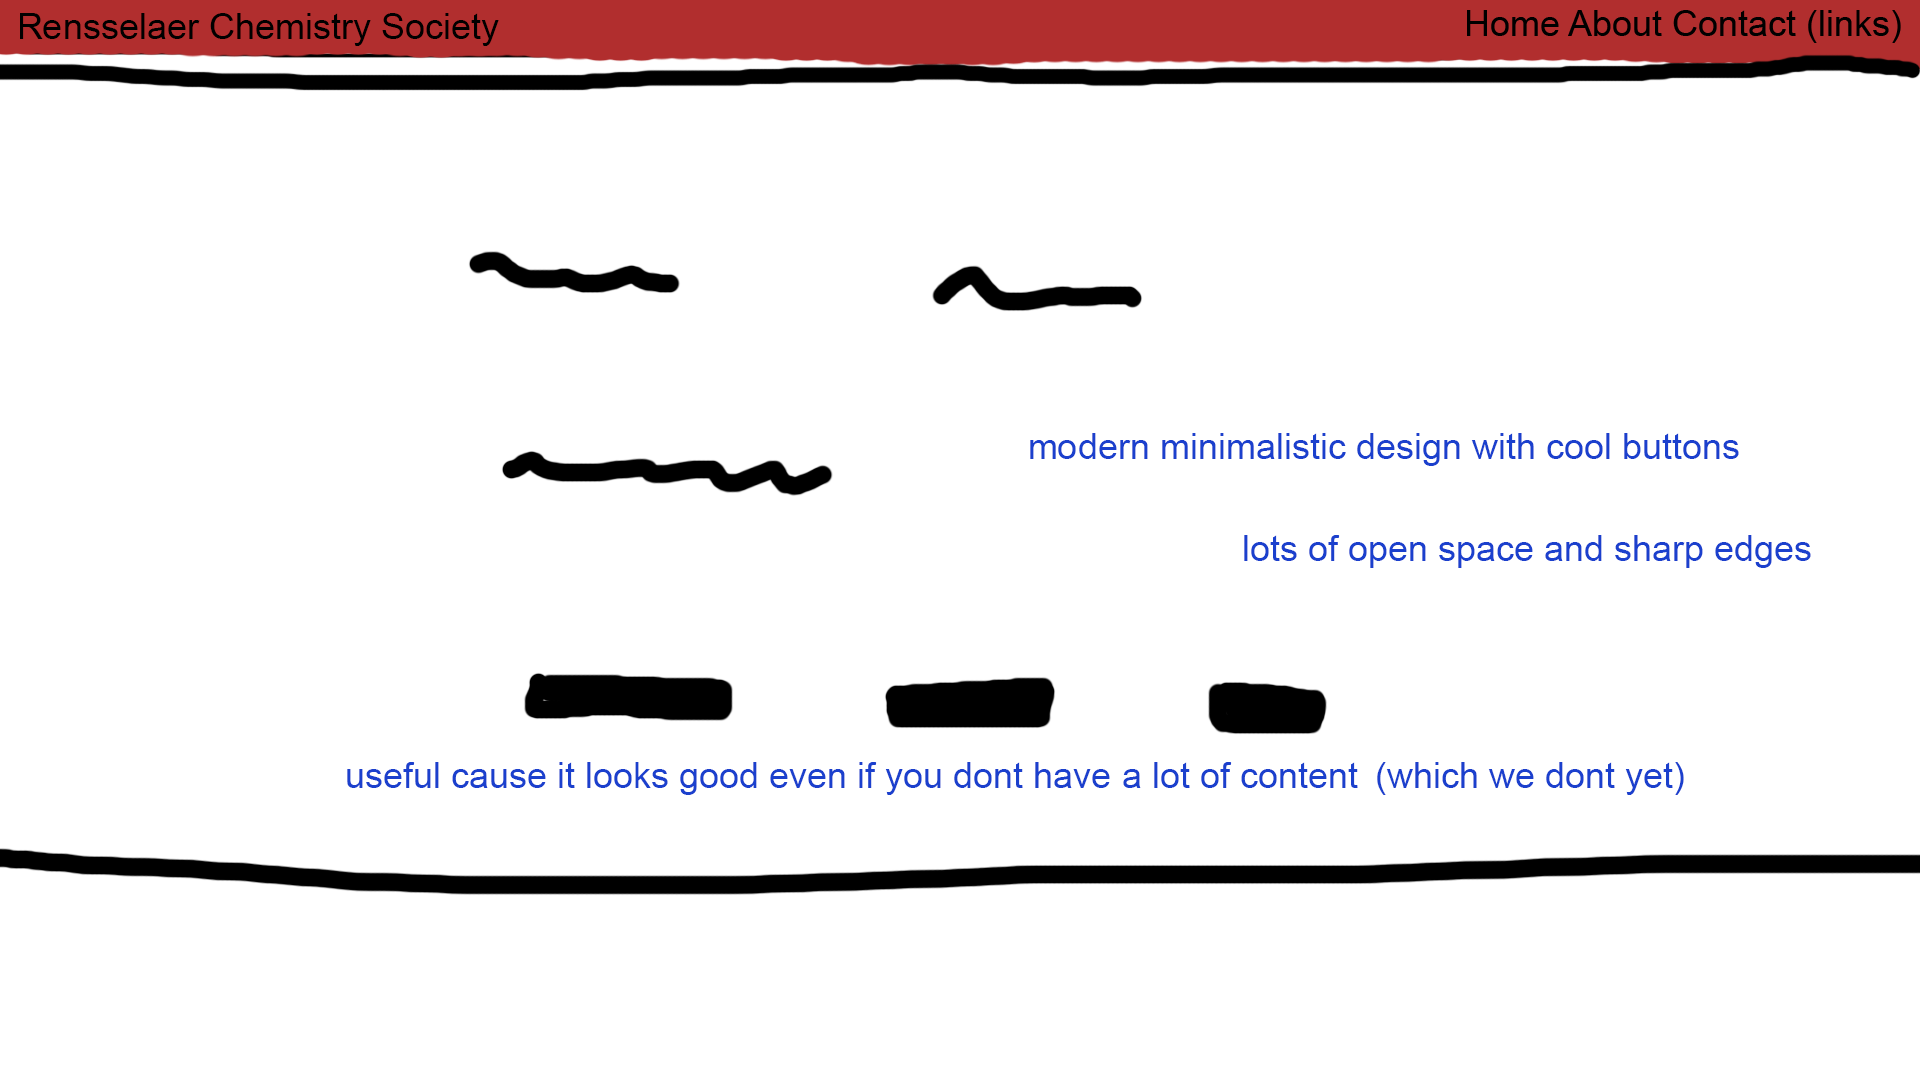 Rensselaer Chemistry Society
Home About Contact (links)
modern minimalistic design with cool buttons
lots of open space and sharp edges
useful cause it looks good even if you dont have a lot of content (which we dont yet)